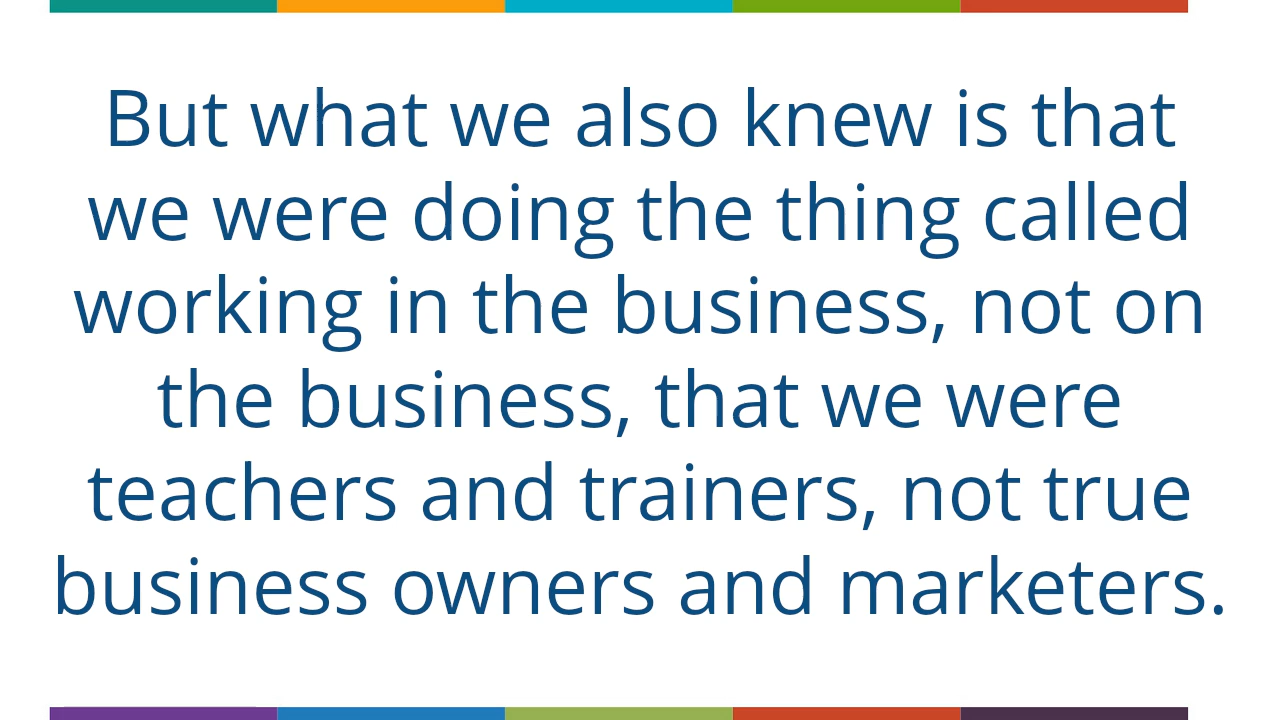 But what we also knew is that
we were doing the thing called
working in the business, not on
the business, that we were
teachers and trainers, not true
business owners and marketers.